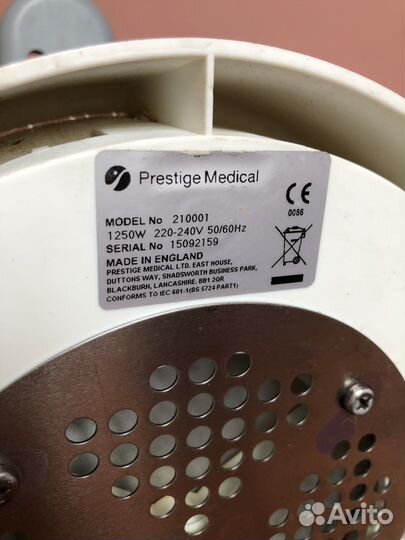 Prestige Medical
CE
0086
MODEL No 210001
1250W 220-240V 50/60Hz
SERIAL No 15092159
MADE IN ENGLAND
PRESTIGE MEDICAL LTD. EAST HOUSE,
DUTTONS WAY, SHADSWORTH BUSINESS PARK,
BLACKBURN, LANCASHIRE. BB1 2QR
CONFORMS TO IEC 601-1(BS 5724 PART1)
Avito